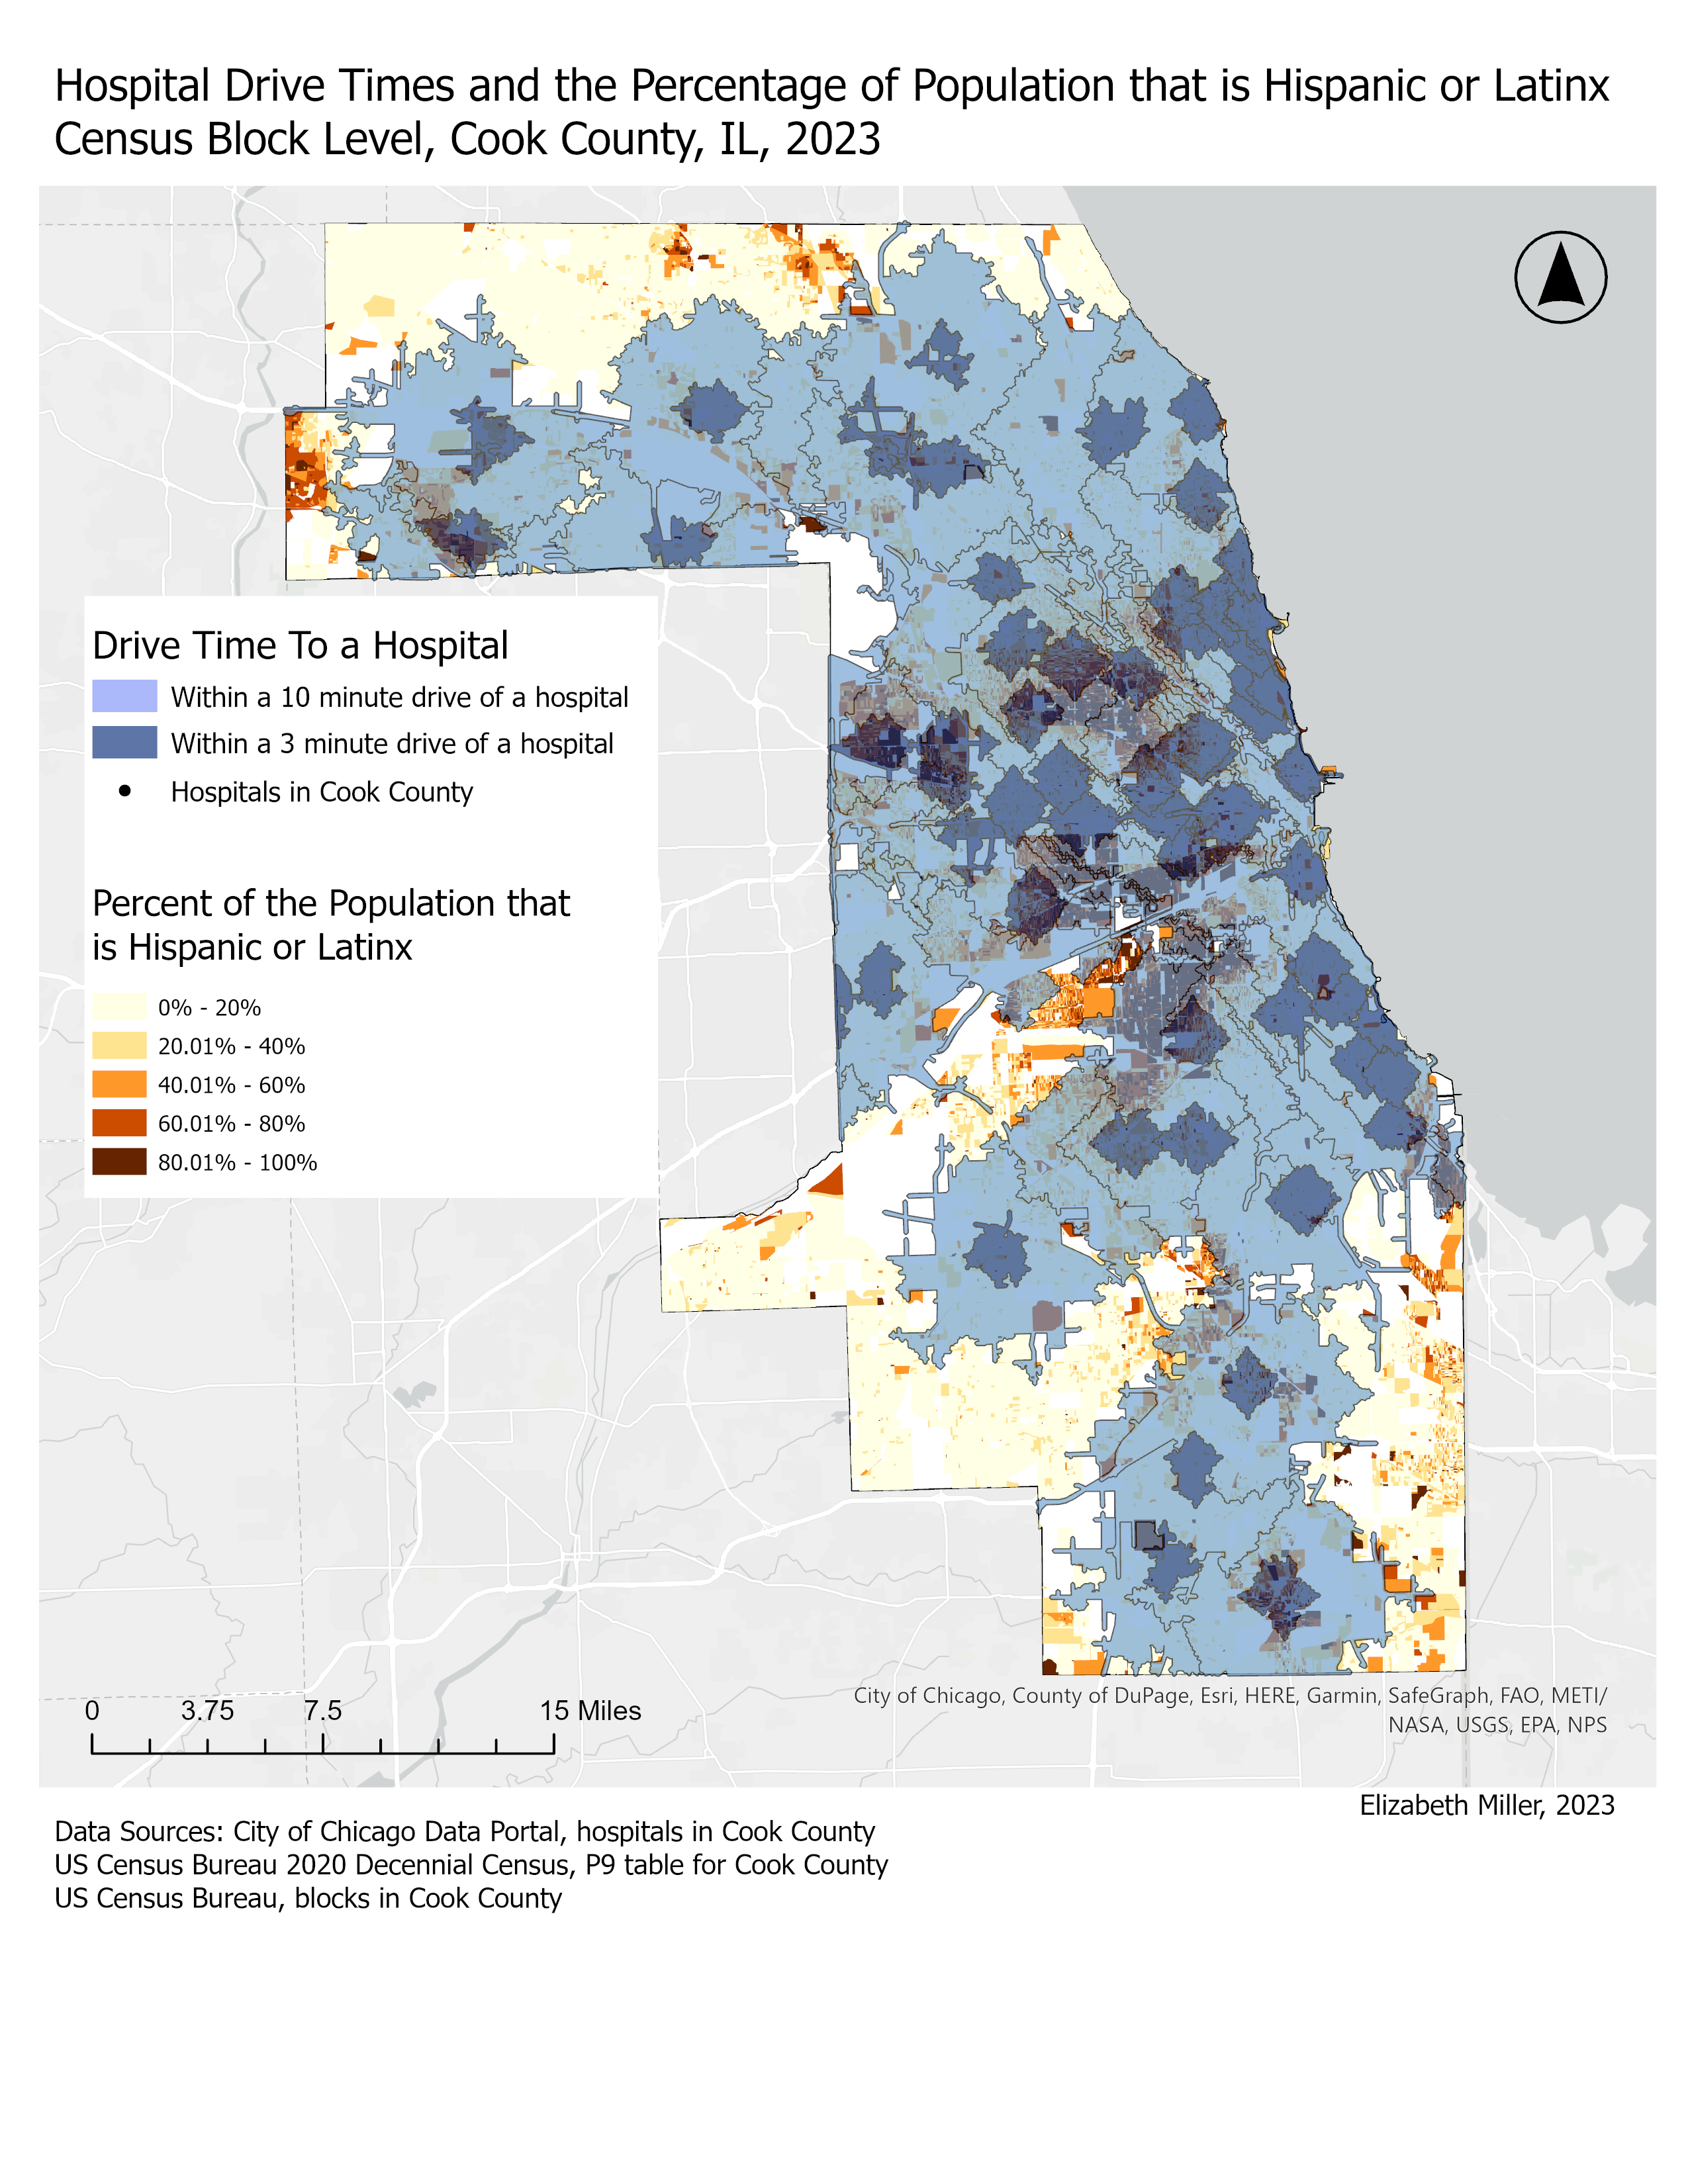 Hospital Drive Times and the Percentage of Population that is Hispanic or Latinx
Census Block Level, Cook County, IL, 2023
Drive Time To a Hospital
Within a 10 minute drive of a hospital
Within a 3 minute drive of a hospital
Hospitals in Cook County
Percent of the Population that
is Hispanic or Latinx
0% - 20%
20.01% - 40%
40.01% - 60%
60.01% - 80%
80.01% - 100%
0 3.75 7.5 15 Miles
City of Chicago, County of DuPage, Esri, HERE, Garmin, SafeGraph, FAO, METI/
NASA, USGS, EPA, NPS
Elizabeth Miller, 2023
Data Sources: City of Chicago Data Portal, hospitals in Cook County
US Census Bureau 2020 Decennial Census, P9 table for Cook County
US Census Bureau, blocks in Cook County